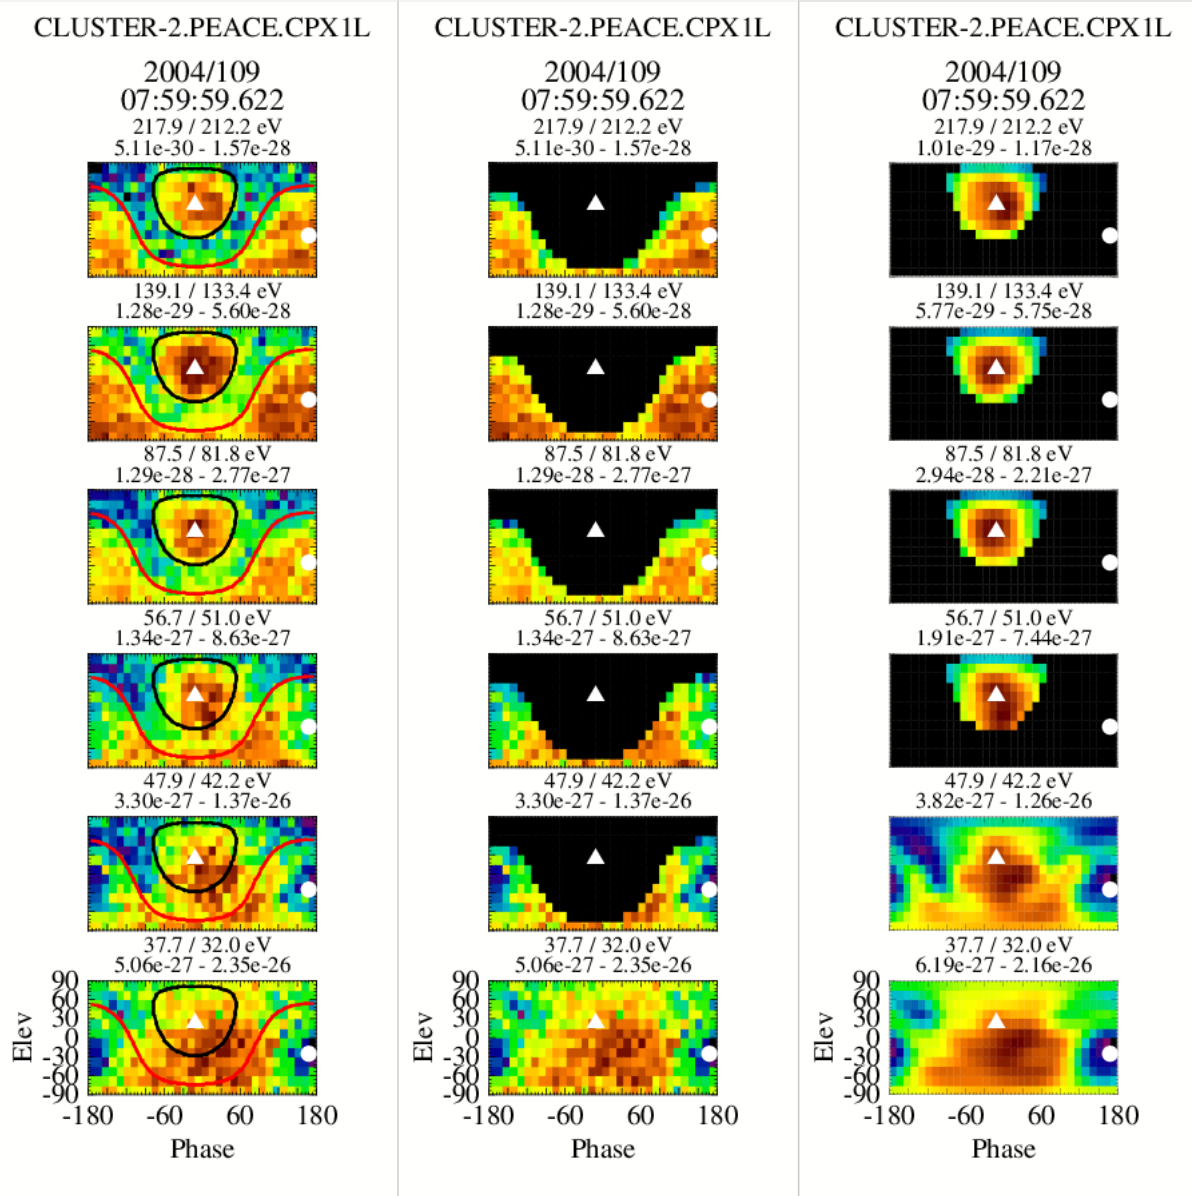 CLUSTER-2.PEACE.CPX1L
2004/109
07:59:59.622
217.9 / 212.2 eV
5.11e-30 - 1.57e-28
139.1 / 133.4 eV
1.28e-29 - 5.60e-28
87.5 / 81.8 eV
1.29e-28 - 2.77e-27
56.7 / 51.0 eV
1.34e-27 - 8.63e-27
47.9 / 42.2 eV
3.30e-27 - 1.37e-26
37.7 / 32.0 eV
5.06e-27 - 2.35e-26
90
60
30
0
-30
-60
-90
Elev
-180 -60 60 180
Phase
CLUSTER-2.PEACE.CPX1L
2004/109
07:59:59.622
217.9 / 212.2 eV
5.11e-30 - 1.57e-28
139.1 / 133.4 eV
1.28e-29 - 5.60e-28
87.5 / 81.8 eV
1.29e-28 - 2.77e-27
56.7 / 51.0 eV
1.34e-27 - 8.63e-27
47.9 / 42.2 eV
3.30e-27 - 1.37e-26
37.7 / 32.0 eV
5.06e-27 - 2.35e-26
90
60
30
0
-30
-60
-90
Elev
-180 -60 60 180
Phase
CLUSTER-2.PEACE.CPX1L
2004/109
07:59:59.622
217.9 / 212.2 eV
1.01e-29 - 1.17e-28
139.1 / 133.4 eV
5.77e-29 - 5.75e-28
87.5 / 81.8 eV
2.94e-28 - 2.21e-27
56.7 / 51.0 eV
1.91e-27 - 7.44e-27
47.9 / 42.2 eV
3.82e-27 - 1.26e-26
37.7 / 32.0 eV
6.19e-27 - 2.16e-26
90
60
30
0
-30
-60
-90
Elev
-180 -60 60 180
Phase